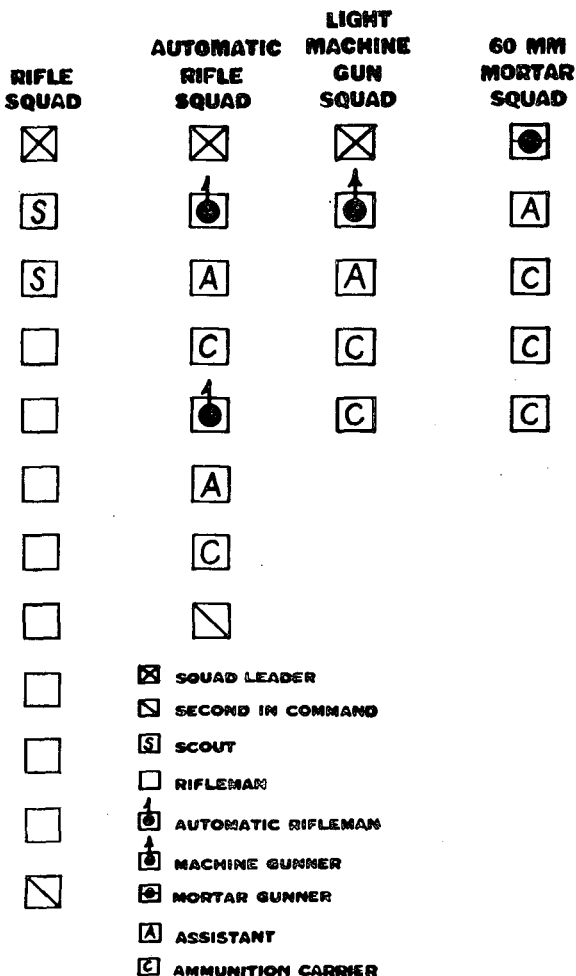 RIFLE
SQUAD
AUTOMATIC
RIFLE
SQUAD
LIGHT
MACHINE
GUN
SQUAD
60 MM
MORTAR
SQUAD
S
A
S
A
A
C
C
C
C
C
C
A
C
SQUAD LEADER
SECOND IN COMMAND
S SCOUT
RIFLEMAN
AUTOMATIC RIFLEMAN
MACHINE GUNNER
MORTAR GUNNER
A ASSISTANT
C AMMUNITION CARRIER